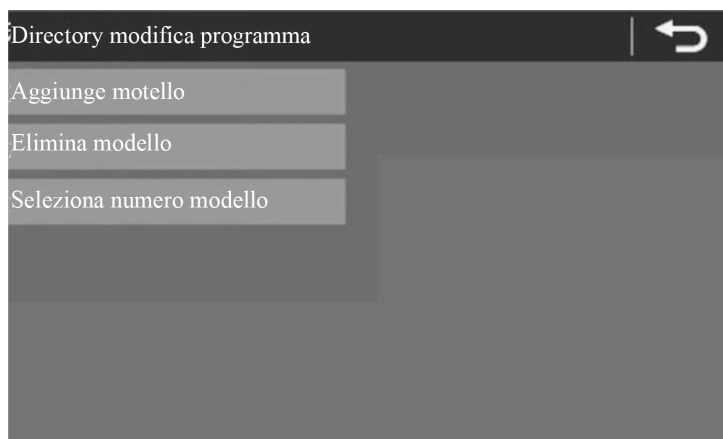 Directory modifica programma
Aggiunge motello
Elimina modello
Seleziona numero modello